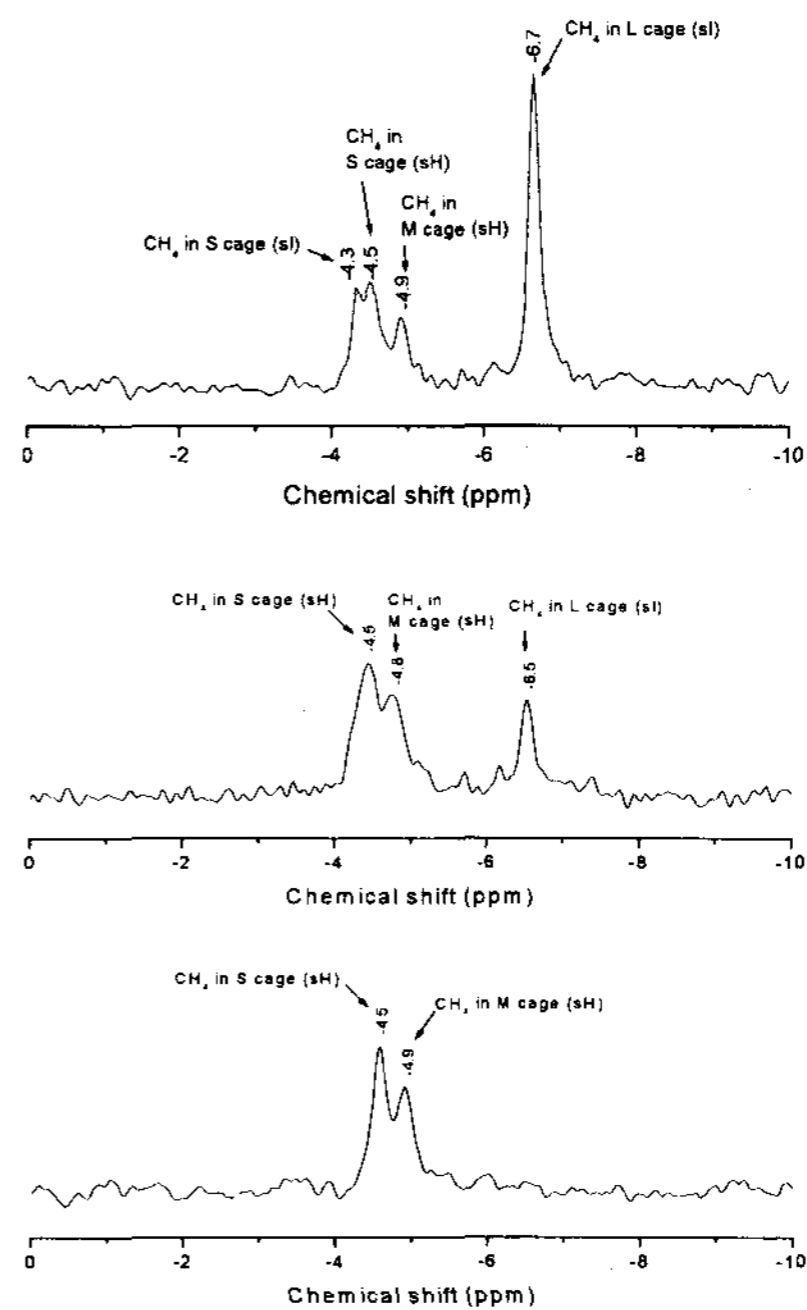 -6.7
CH₄ in L cage (sI)
CH₄ in
S cage (sH)
CH₄ in
M cage (sH)
CH₄ in S cage (sI)
-4.3
-4.5
-4.9
0 -2 -4 -6 -8 -10
Chemical shift (ppm)
CH₄ in S cage (sH)
CH₄ in
M cage (sH)
CH₄ in L cage (sI)
-4.5
-4.8
-6.5
0 -2 -4 -6 -8 -10
Chemical shift (ppm)
CH₄ in S cage (sH)
CH₄ in M cage (sH)
-4.5
-4.9
0 -2 -4 -6 -8 -10
Chemical shift (ppm)